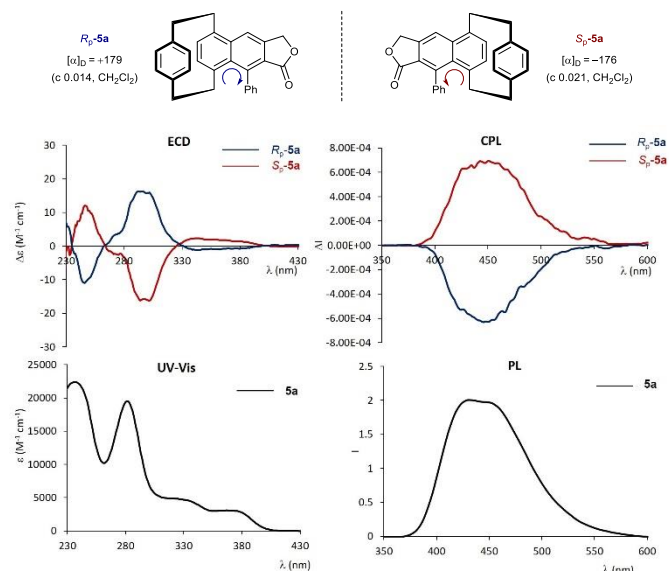 Rp-5a
[α]D = +179
(c 0.014, CH2Cl2)
O
O
Ph
Sp-5a
[α]D = −176
(c 0.021, CH2Cl2)
O
O
Ph
ECD
Rp-5a
Sp-5a
30
20
10
0
-10
-20
-30
230
280
330
380
430
Δε (M-1 cm-1)
λ (nm)
CPL
Rp-5a
Sp-5a
8.00E-04
6.00E-04
4.00E-04
2.00E-04
0.00E+00
-2.00E-04
-4.00E-04
-6.00E-04
-8.00E-04
350
400
450
500
550
600
ΔI
λ (nm)
UV-Vis
5a
25000
20000
15000
10000
5000
0
230
280
330
380
430
ε (M-1 cm-1)
λ (nm)
PL
5a
2.5
2
1.5
1
0.5
0
350
400
450
500
550
600
I
λ (nm)